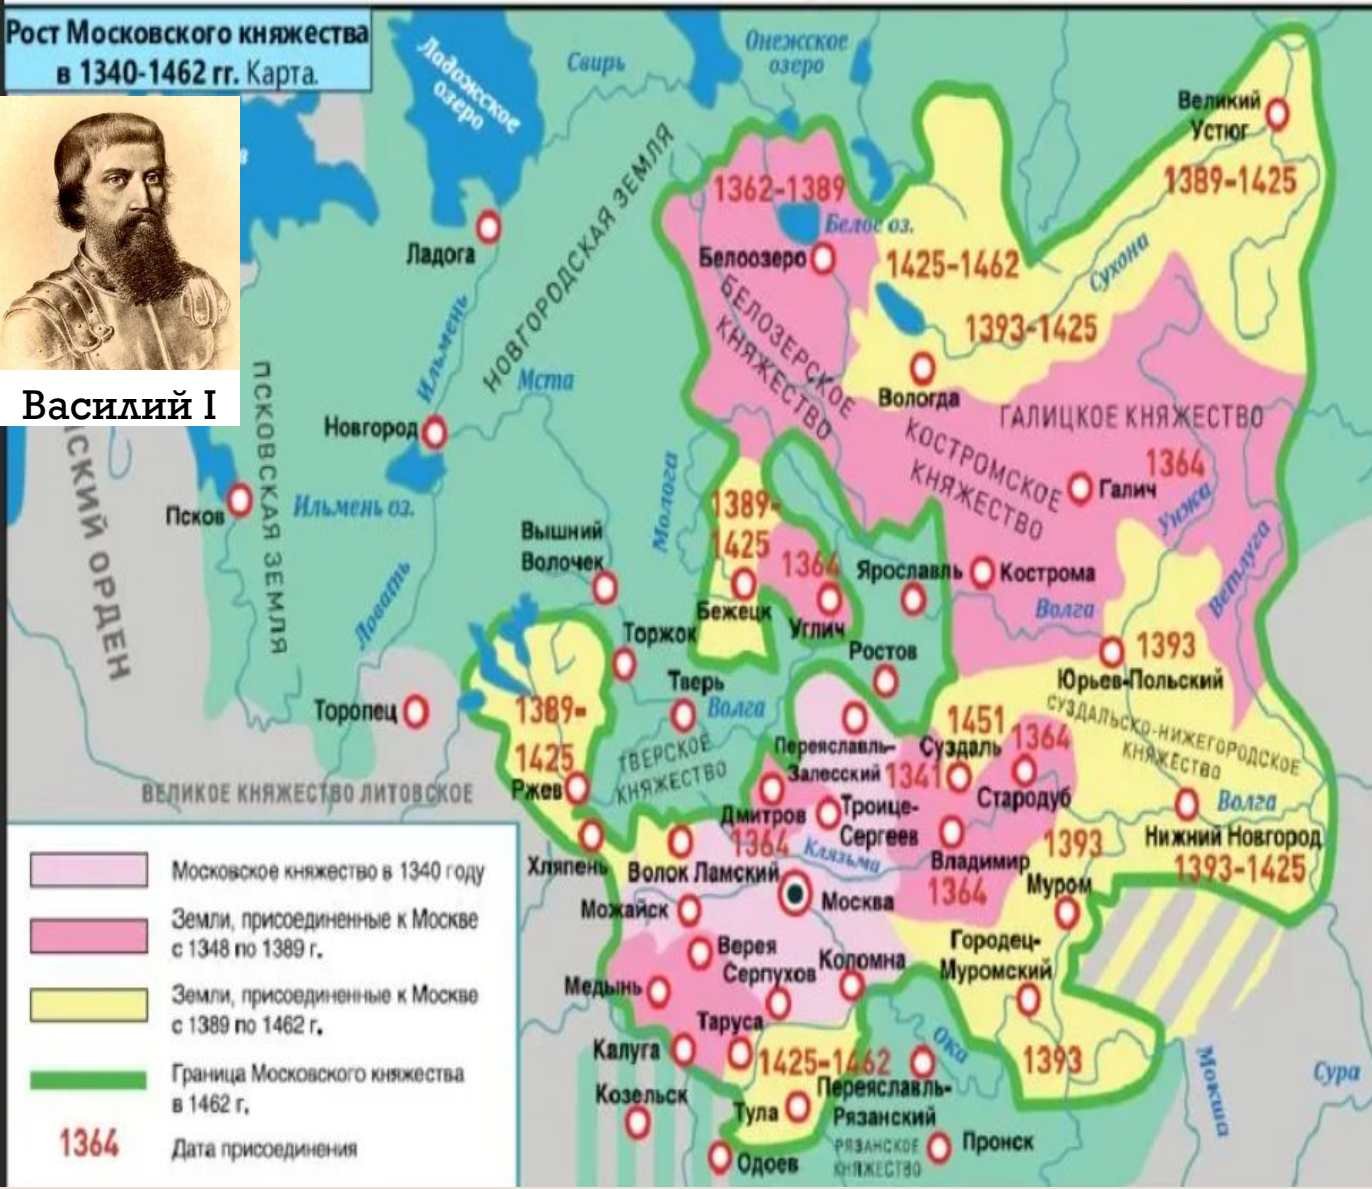 Рост Московского княжества
в 1340-1462 гг. Карта.
Василий I
Ладожское
озеро
Свирь
Онежское
озеро
Великий
Устюг
1389-1425
1362-1389
Белое оз.
Белоозеро
1425-1462
Сухона
1393-1425
Вологда
БЕЛОЗЕРСКОЕ
КНЯЖЕСТВО
Ладога
НОВГОРОДСКАЯ ЗЕМЛЯ
Ильмень
Мста
Новгород
Ильмень оз.
ПСКОВСКАЯ ЗЕМЛЯ
Псков
СКИЙ ОРДЕН
ГАЛИЦКОЕ КНЯЖЕСТВО
КОСТРОМСКОЕ
КНЯЖЕСТВО
1364
Галич
Унжа
Ветлуга
Молога
1389-
1425
Бежецк
1364
Углич
Ярославль
Кострома
Волга
Ростов
Вышний
Волочек
Ловать
Торжок
Тверь
Волга
Торопец
1389-
1425
Ржев
ТВЕРСКОЕ
КНЯЖЕСТВО
ВЕЛИКОЕ КНЯЖЕСТВО ЛИТОВСКОЕ
1393
Юрьев-Польский
СУЗДАЛЬСКО-НИЖЕГОРОДСКОЕ
КНЯЖЕСТВО
1451
Суздаль
1364
Стародуб
Переяславль-
Залесский
1341
Дмитров
1364
Троице-
Сергеев
Клязьма
Владимир
1364
1393
Муром
Волга
Нижний Новгород
1393-1425
Хляпень
Волок Ламский
Можайск
Москва
Верея
Серпухов
Коломна
Городец-
Муромский
Медынь
Таруса
Калуга
1425-1462
Ока
1393
Козельск
Тула
Переяславль-
Рязанский
РЯЗАНСКОЕ
КНЯЖЕСТВО
Пронск
Одоев
Мокша
Сура
Московское княжество в 1340 году
Земли, присоединенные к Москве
с 1348 по 1389 г.
Земли, присоединенные к Москве
с 1389 по 1462 г.
Граница Московского княжества
в 1462 г.
1364
Дата присоединения